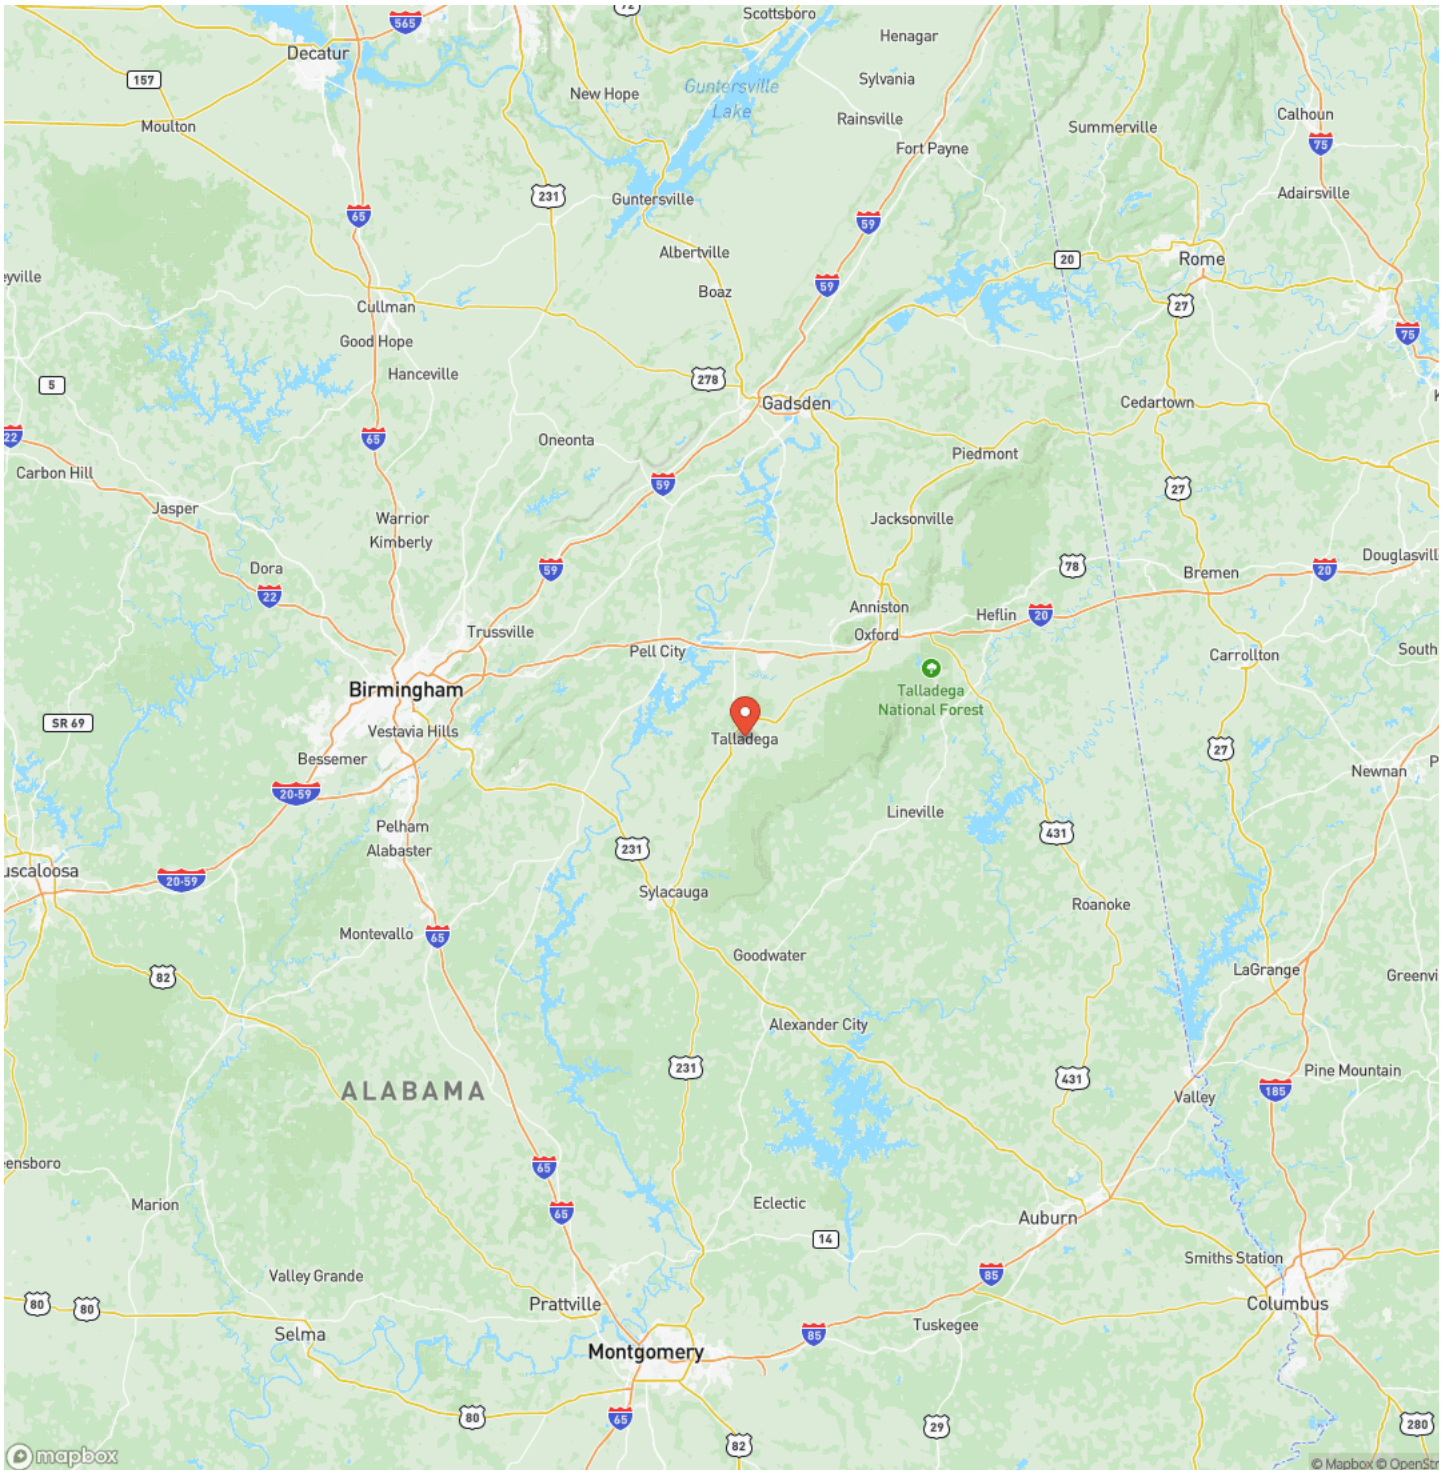 Scottsboro
72
565
Henagar
Decatur
157
Sylvania
Guntersville
Lake
New Hope
Calhoun
Rainsville
Moulton
Summerville
75
Fort Payne
231
Guntersville
Adairsville
65
59
Albertville
20
Rome
eyville
59
Boaz
27
Cullman
75
Good Hope
Hanceville
278
5
Gadsden
Cedartown
22
65
Oneonta
Piedmont
Carbon Hill
59
27
Jasper
Warrior
Jacksonville
Kimberly
Douglasvill
Dora
59
78
Bremen
20
22
Anniston
Heflin
20
Trussville
Oxford
Pell City
Carrollton
South
Birmingham
Talladega
National Forest
SR 69
Vestavia Hills
Talladega
27
Bessemer
Newnan
P
20-59
Lineville
Pelham
431
Alabaster
231
uscaloosa
20-59
Sylacauga
Roanoke
Montevallo
65
Goodwater
82
LaGrange
Greenvi
Alexander City
231
Pine Mountain
431
185
ALABAMA
Valley
eensboro
65
Marion
65
Eclectic
Auburn
14
Smiths Station
Valley Grande
85
80
80
Prattville
Columbus
Selma
85
Tuskegee
Montgomery
80
65
29
280
82
mapbox
© Mapbox © OpenStr